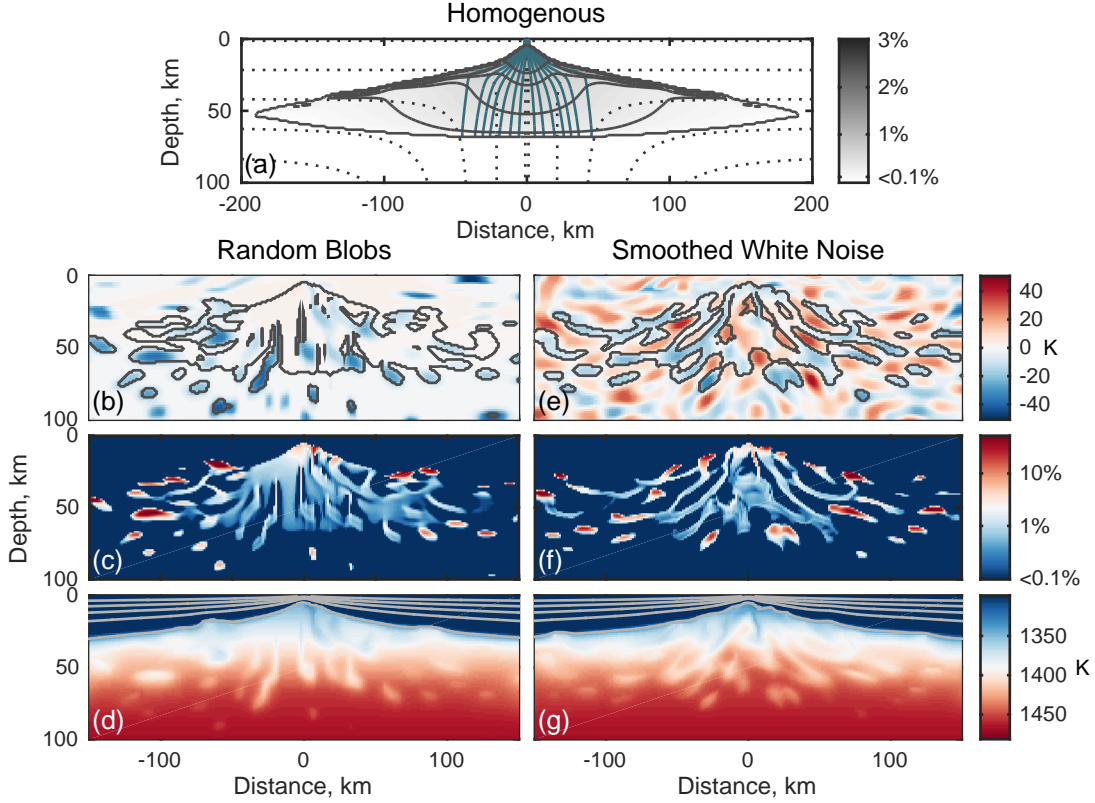 Homogenous
0
50
100
Depth, km
(a)
-200
-100
0
100
200
Distance, km
3%
2%
1%
<0.1%
Random Blobs
Smoothed White Noise
0
50
100
(b)
(e)
40
20
0
-20
-40
K
0
50
100
Depth, km
(c)
(f)
10%
1%
<0.1%
0
50
100
(d)
(g)
1350
1400
1450
K
-100
0
100
Distance, km
-100
0
100
Distance, km